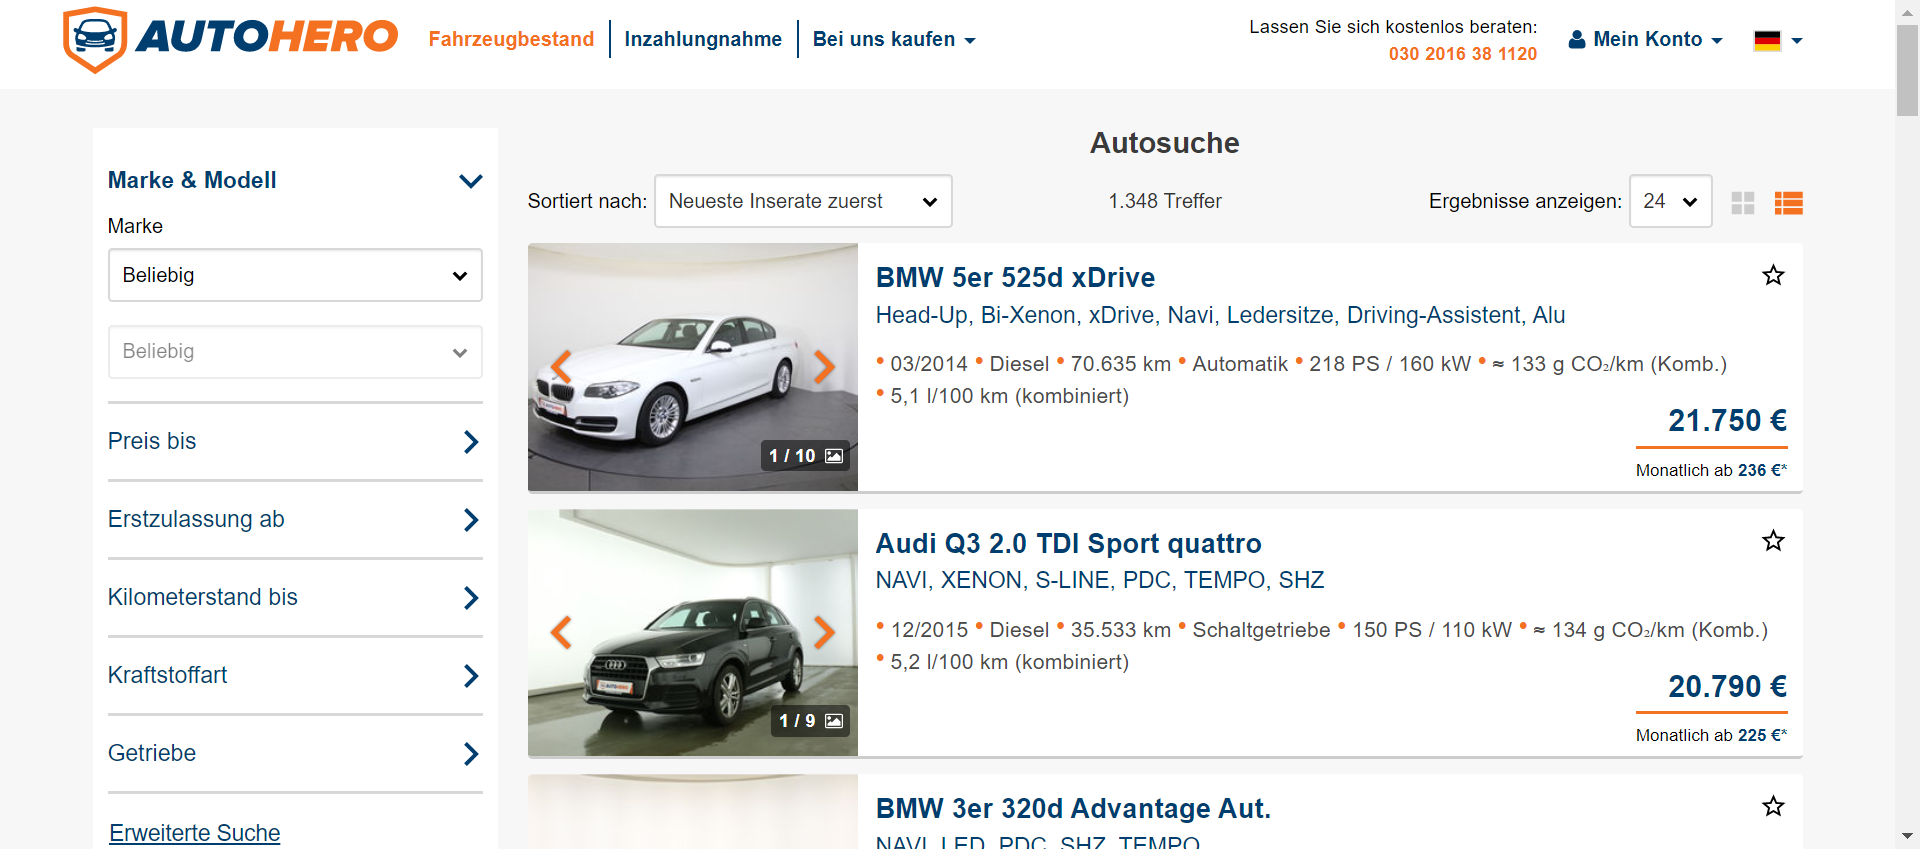 AUTOHERO
Fahrzeugbestand
Inzahlungnahme
Bei uns kaufen
Lassen Sie sich kostenlos beraten:
030 2016 38 1120
Mein Konto
Marke & Modell
Marke
Beliebig
Beliebig
Preis bis
Erstzulassung ab
Kilometerstand bis
Kraftstoffart
Getriebe
Erweiterte Suche
Autosuche
Sortiert nach: Neueste Inserate zuerst
1.348 Treffer
Ergebnisse anzeigen: 24
BMW 5er 525d xDrive
Head-Up, Bi-Xenon, xDrive, Navi, Ledersitze, Driving-Assistent, Alu
• 03/2014 • Diesel • 70.635 km • Automatik • 218 PS / 160 kW • ≈ 133 g CO₂/km (Komb.)
• 5,1 l/100 km (kombiniert)
1 / 10
21.750 €
Monatlich ab 236 €*
Audi Q3 2.0 TDI Sport quattro
NAVI, XENON, S-LINE, PDC, TEMPO, SHZ
• 12/2015 • Diesel • 35.533 km • Schaltgetriebe • 150 PS / 110 kW • ≈ 134 g CO₂/km (Komb.)
• 5,2 l/100 km (kombiniert)
AUTOHERO
1 / 9
20.790 €
Monatlich ab 225 €*
BMW 3er 320d Advantage Aut.
NAVI, LED, PDC, SHZ, TEMPO